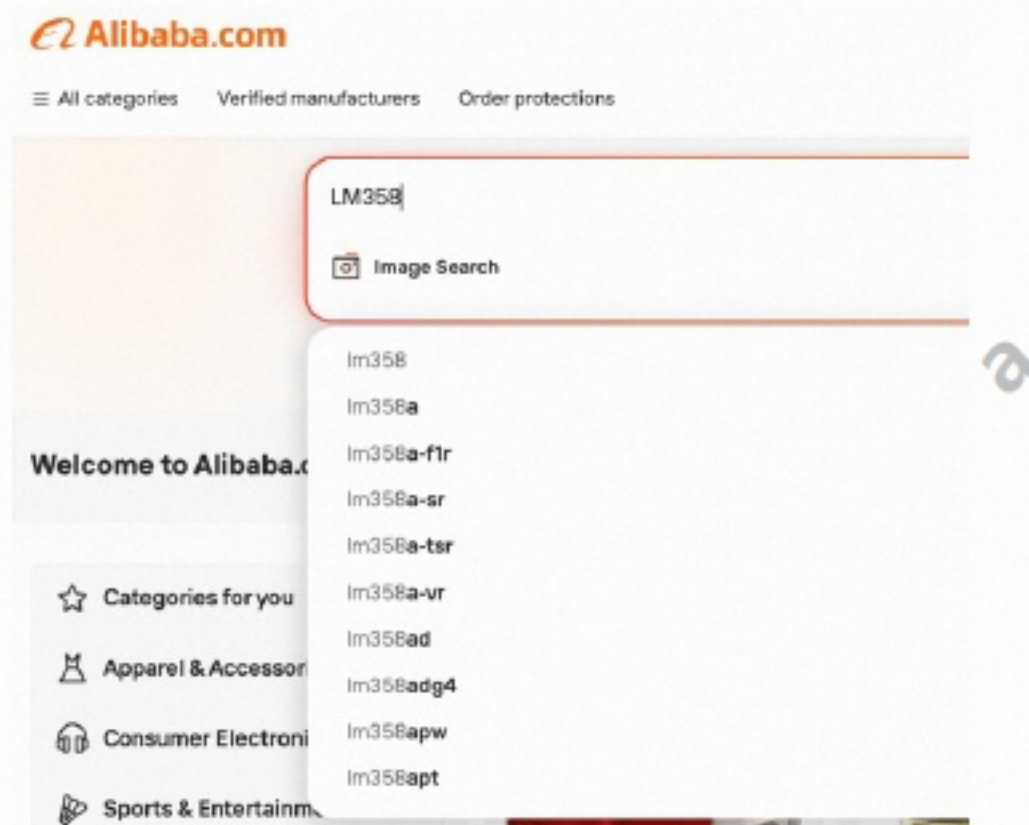 Alibaba.com
All categories Verified manufacturers Order protections
LM358
Image Search
lm358
lm358a
lm358a-f1r
lm358a-sr
lm358a-tsr
lm358a-vr
lm358ad
lm358adg4
lm358apw
lm358apt
Welcome to Alibaba.c
Categories for you
Apparel & Accessor
Consumer Electroni
Sports & Entertainm
a